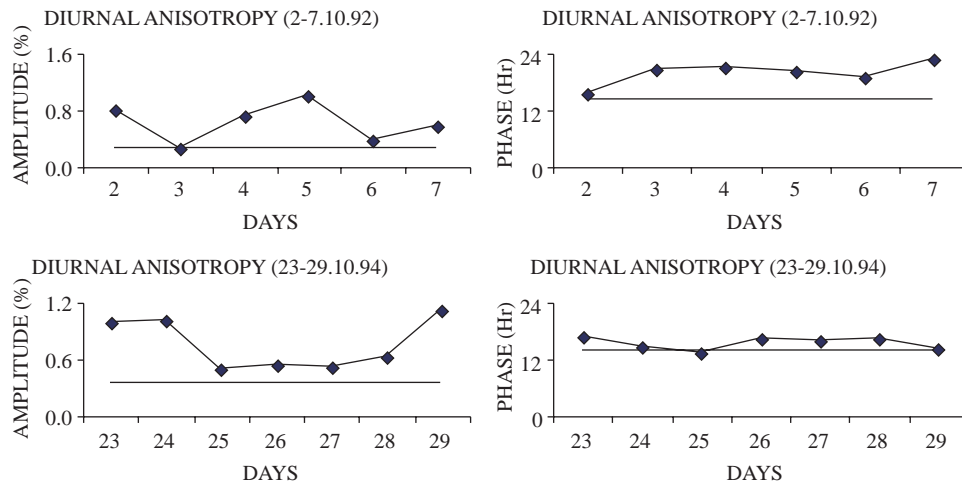 DIURNAL ANISOTROPY (2-7.10.92)
AMPLITUDE (%)
1.6
0.8
0.0
2 3 4 5 6 7
DAYS
DIURNAL ANISOTROPY (2-7.10.92)
PHASE (Hr)
24
12
0
2 3 4 5 6 7
DAYS
DIURNAL ANISOTROPY (23-29.10.94)
AMPLITUDE (%)
1.2
0.6
0.0
23 24 25 26 27 28 29
DAYS
DIURNAL ANISOTROPY (23-29.10.94)
PHASE (Hr)
24
12
0
23 24 25 26 27 28 29
DAYS